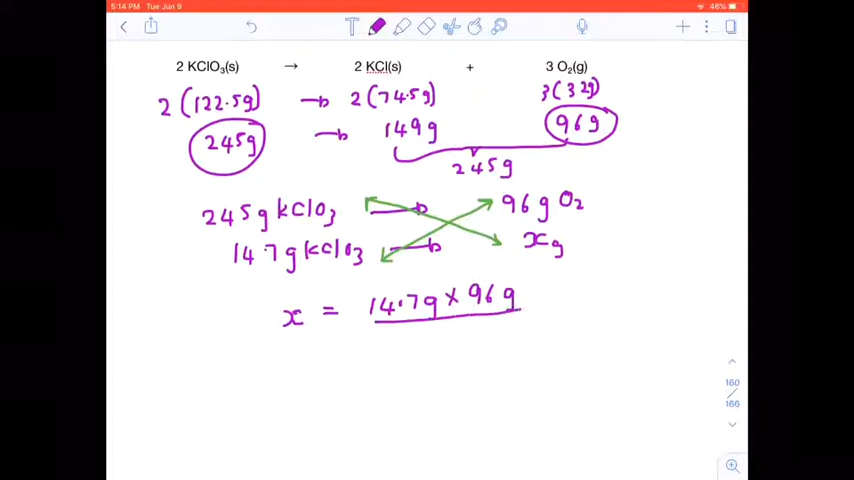 5:14 PM Tue Jun 9
46%
2 KClO₃(s) → 2 KCl(s) + 3 O₂(g)
2 (122.5g) → 2 (74.5g) 3 (32g)
245g → 149g 96g
245g
245g KClO₃ → 96g O₂
14.7g KClO₃ → xg
x = 14.7g × 96g
160
/
166